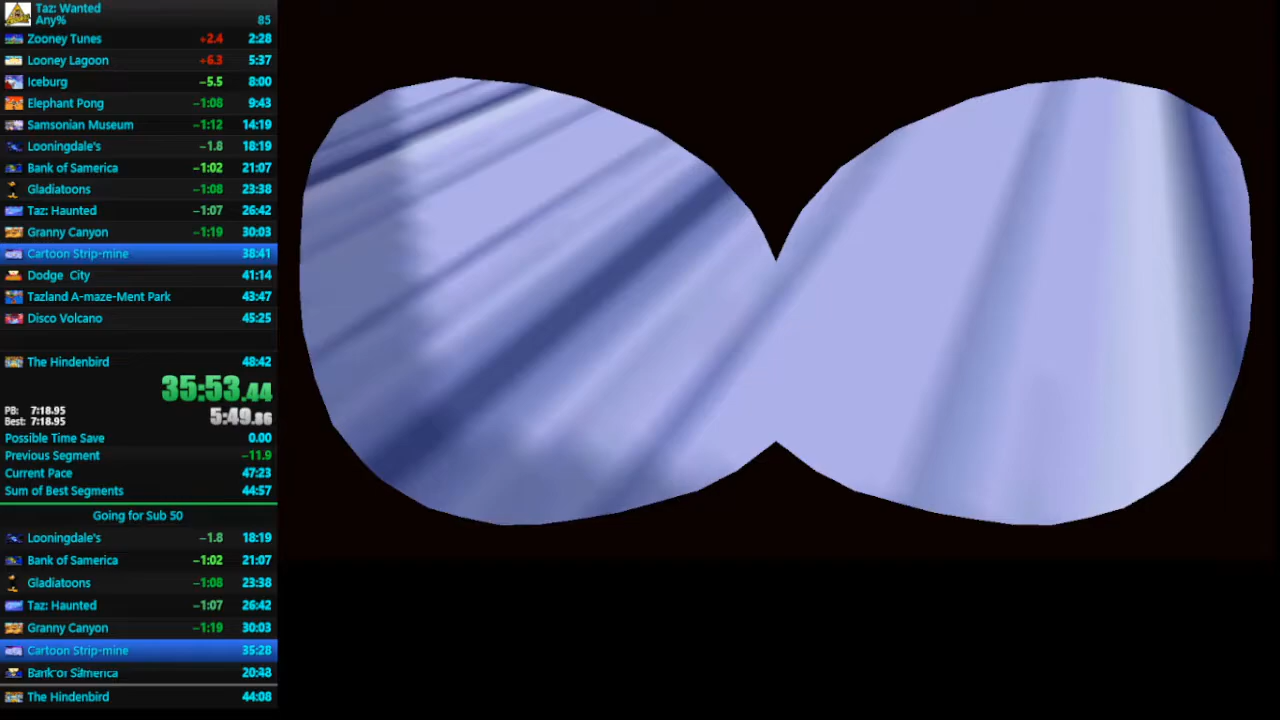 Taz: Wanted
Any% 85
Zooney Tunes +2.4 2:28
Looney Lagoon +6.3 5:37
Iceburg −5.5 8:00
Elephant Pong −1:08 9:43
Samsonian Museum −1:12 14:19
Looningdale's −1.8 18:19
Bank of Samerica −1:02 21:07
Gladiatoons −1:08 23:38
Taz: Haunted −1:07 26:42
Granny Canyon −1:19 30:03
Cartoon Strip-mine 38:41
Dodge City 41:14
Tazland A-maze-Ment Park 43:47
Disco Volcano 45:25
The Hindenbird 48:42
35:53.44
PB: 7:18.95 5:49.86
Best: 7:18.95
Possible Time Save 0.00
Previous Segment −11.9
Current Pace 47:23
Sum of Best Segments 44:57
Going for Sub 50
Looningdale's −1.8 18:19
Bank of Samerica −1:02 21:07
Gladiatoons −1:08 23:38
Taz: Haunted −1:07 26:42
Granny Canyon −1:19 30:03
Cartoon Strip-mine 35:28
Bank of Samerica
The Hindenbird 44:08